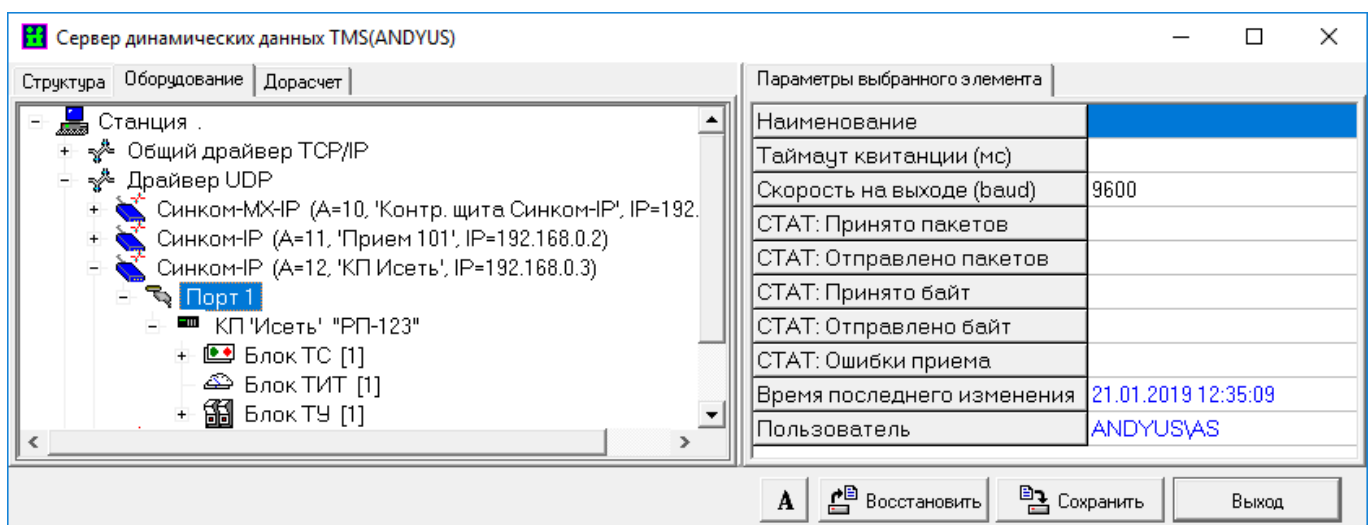 Сервер динамических данных TMS(ANDYUS)
Структура Оборудование Дорасчет
Станция .
Общий драйвер TCP/IP
Драйвер UDP
Синком-MX-IP (A=10, 'Контр. щита Синком-IP', IP=192.
Синком-IP (A=11, 'Прием 101', IP=192.168.0.2)
Синком-IP (A=12, 'КП Исеть', IP=192.168.0.3)
Порт 1
КП 'Исеть' "РП-123"
Блок ТС [1]
Блок ТИТ [1]
Блок ТУ [1]
Параметры выбранного элемента
Наименование
Таймаут квитанции (мс)
Скорость на выходе (baud) 9600
СТАТ: Принято пакетов
СТАТ: Отправлено пакетов
СТАТ: Принято байт
СТАТ: Отправлено байт
СТАТ: Ошибки приема
Время последнего изменения 21.01.2019 12:35:09
Пользователь ANDYUS\AS
A Восстановить Сохранить Выход